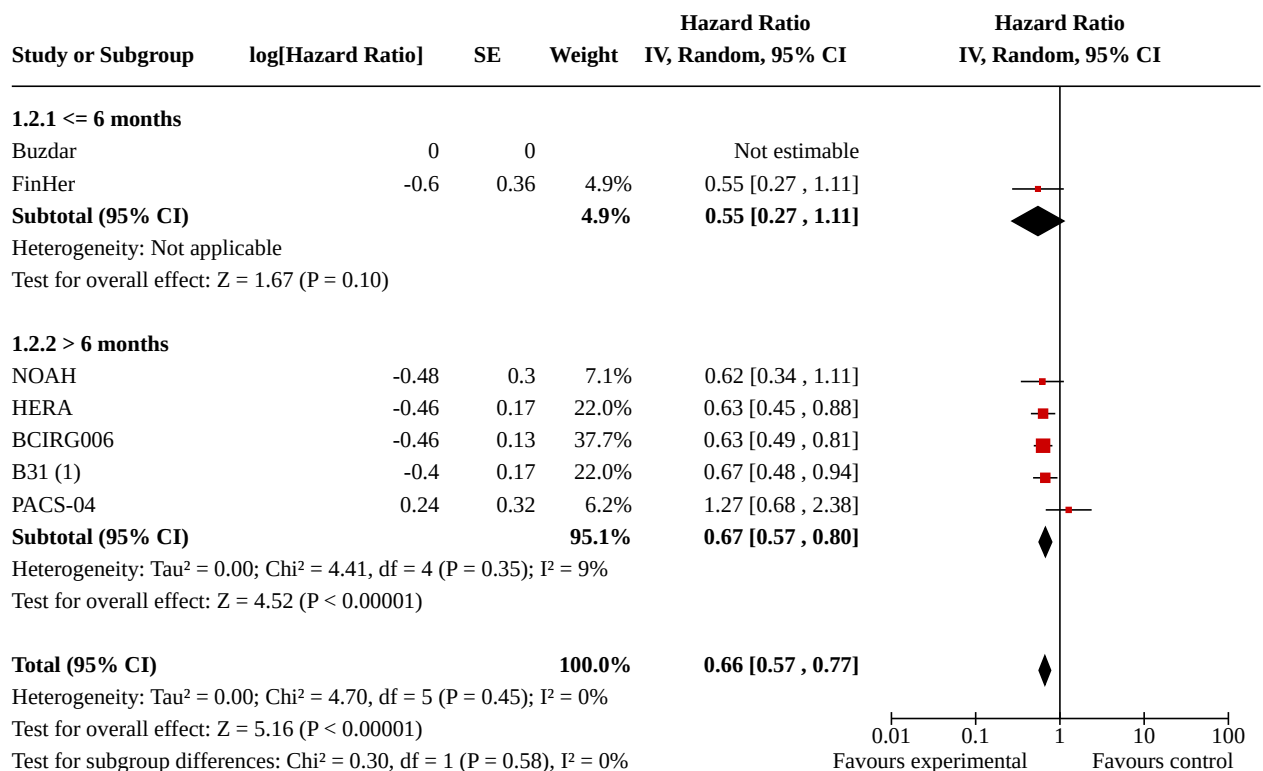 Hazard Ratio Hazard Ratio
Study or Subgroup log[Hazard Ratio] SE Weight IV, Random, 95% CI IV, Random, 95% CI
1.2.1 <= 6 months
Buzdar 0 0 Not estimable
FinHer -0.6 0.36 4.9% 0.55 [0.27 , 1.11]
Subtotal (95% CI) 4.9% 0.55 [0.27 , 1.11]
Heterogeneity: Not applicable
Test for overall effect: Z = 1.67 (P = 0.10)
1.2.2 > 6 months
NOAH -0.48 0.3 7.1% 0.62 [0.34 , 1.11]
HERA -0.46 0.17 22.0% 0.63 [0.45 , 0.88]
BCIRG006 -0.46 0.13 37.7% 0.63 [0.49 , 0.81]
B31 (1) -0.4 0.17 22.0% 0.67 [0.48 , 0.94]
PACS-04 0.24 0.32 6.2% 1.27 [0.68 , 2.38]
Subtotal (95% CI) 95.1% 0.67 [0.57 , 0.80]
Heterogeneity: Tau² = 0.00; Chi² = 4.41, df = 4 (P = 0.35); I² = 9%
Test for overall effect: Z = 4.52 (P < 0.00001)
Total (95% CI) 100.0% 0.66 [0.57 , 0.77]
Heterogeneity: Tau² = 0.00; Chi² = 4.70, df = 5 (P = 0.45); I² = 0%
Test for overall effect: Z = 5.16 (P < 0.00001)
0.01 0.1 1 10 100
Test for subgroup differences: Chi² = 0.30, df = 1 (P = 0.58), I² = 0%
Favours experimental Favours control